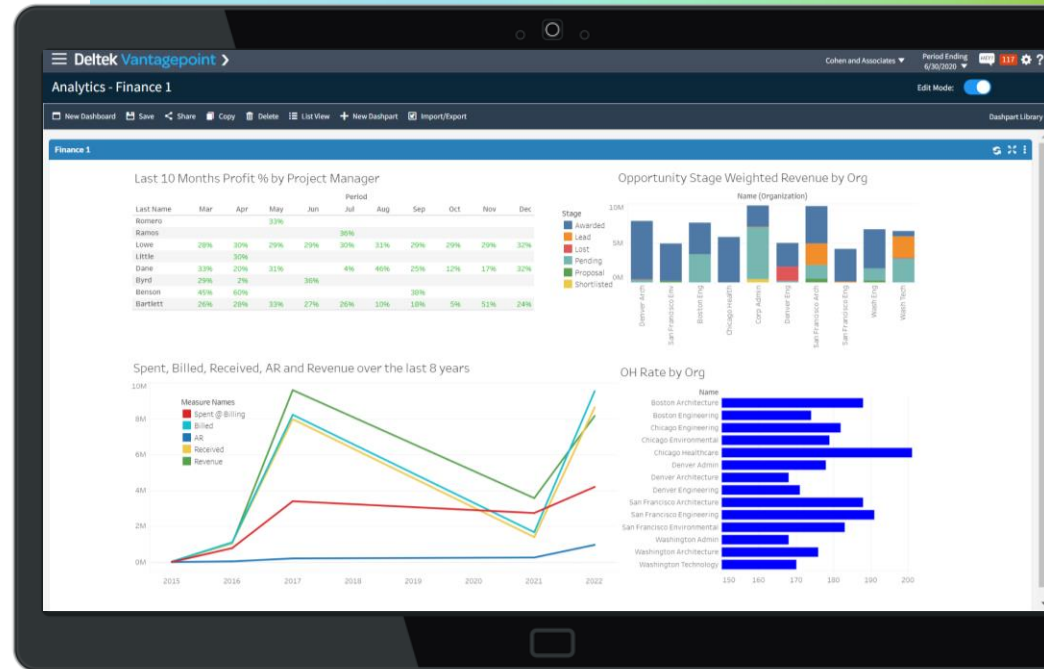 Deltek Vantagepoint
Cohen and Associates
Period Ending
6/30/2020
117
?
Analytics - Finance 1
Edit Mode:
New Dashboard Save Share Copy Delete List View New Dashpart Import/Export
Dashpart Library
Finance 1
Last 10 Months Profit % by Project Manager
Period
Last Name Mar Apr May Jun Jul Aug Sep Oct Nov Dec
Romero 33%
Ramos 36%
Lowe 28% 30% 29% 29% 30% 31% 29% 29% 29% 32%
Little 30%
Dane 33% 20% 31% 4% 46% 25% 12% 17% 32%
Byrd 29% 2% 36%
Benson 45% 60% 38%
Bartlett 26% 28% 33% 27% 26% 10% 18% 5% 51% 24%
Opportunity Stage Weighted Revenue by Org
Name (Organization)
Stage
Awarded
Lead
Lost
Pending
Proposal
Shortlisted
10M
5M
0M
Denver Arch
San Francisco Env
Boston Eng
Chicago Health
Corp Admin
Denver Eng
San Francisco Arch
San Francisco Eng
Wash Eng
Wash Tech
Spent, Billed, Received, AR and Revenue over the last 8 years
Measure Names
Spent @ Billing
Billed
AR
Received
Revenue
10M
8M
6M
4M
2M
0M
2015 2016 2017 2018 2019 2020 2021 2022
OH Rate by Org
Name
Boston Architecture
Boston Engineering
Chicago Engineering
Chicago Environmental
Chicago Healthcare
Denver Admin
Denver Architecture
Denver Engineering
San Francisco Architecture
San Francisco Engineering
San Francisco Environmental
Washington Admin
Washington Architecture
Washington Technology
150 160 170 180 190 200